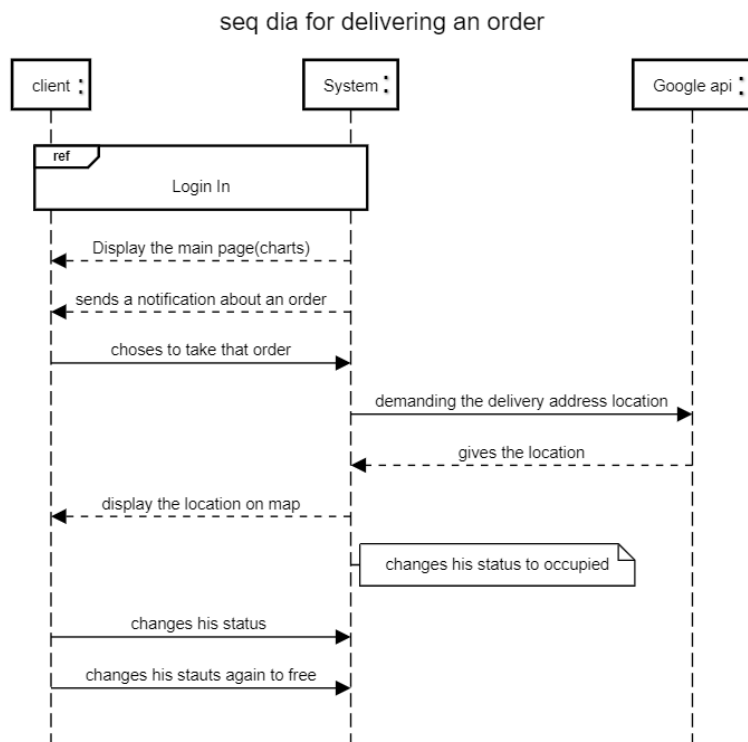 seq dia for delivering an order
client :
System :
Google api :
ref
Login In
Display the main page(charts)
sends a notification about an order
choses to take that order
demanding the delivery address location
gives the location
display the location on map
changes his status to occupied
changes his status
changes his stauts again to free